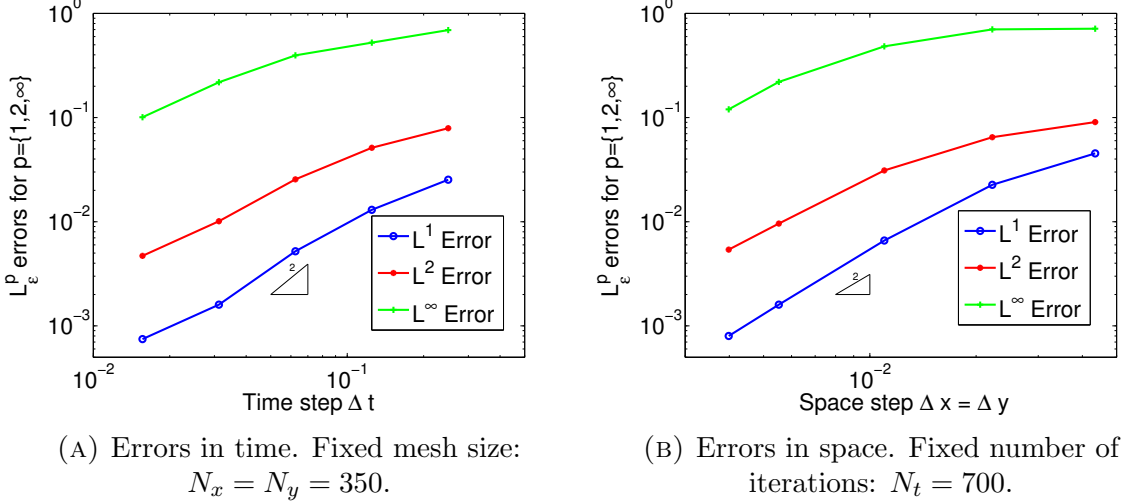 10^0
10^-1
10^-2
10^-3
10^-2
10^-1
L^p_ε errors for p={1,2,∞}
Time step Δ t
2
L^1 Error
L^2 Error
L^∞ Error
(A) Errors in time. Fixed mesh size:
N_x = N_y = 350.
10^0
10^-1
10^-2
10^-3
10^-2
L^p_ε errors for p={1,2,∞}
Space step Δ x = Δ y
2
L^1 Error
L^2 Error
L^∞ Error
(B) Errors in space. Fixed number of
iterations: N_t = 700.